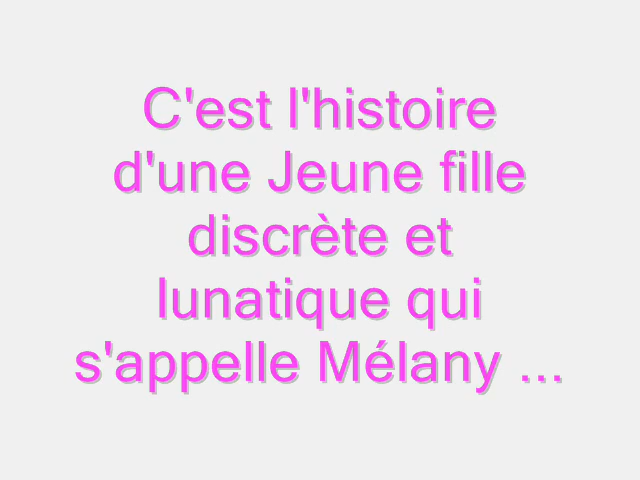 C'est l'histoire
d'une Jeune fille
discrète et
lunatique qui
s'appelle Mélany ...